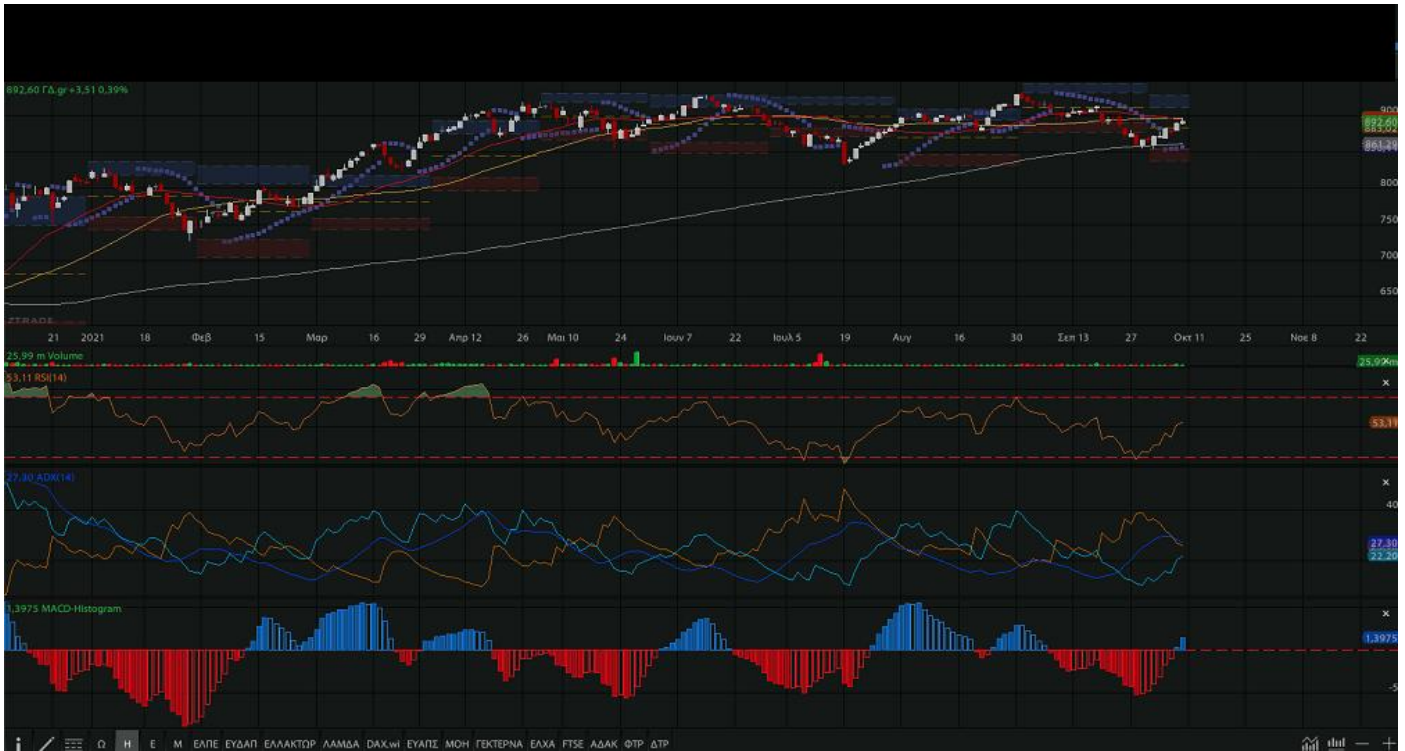 892,60 ΓΔ.gr +3,51 0,39%
900
892,60
883,02
861,29
800
750
700
650
ZTRADE
21 2021 18 Φεβ 15 Μαρ 16 29 Απρ 12 26 Μαι 10 24 Ιουν 7 22 Ιουλ 5 19 Αυγ 16 30 Σεπ 13 27 Οκτ 11 25 Νοε 8 22
25,99 m Volume
25,99 m
53,11 RSI(14)
53,11
27,30 ADX(14)
40
27,30
22,20
1,3975 MACD-Histogram
1,3975
-5
Ω Η Ε Μ ΕΛΠΕ ΕΥΔΑΠ ΕΛΛΑΚΤΩΡ ΛΑΜΔΑ DAX.wi ΕΥΑΠΣ ΜΟΗ ΓΕΚΤΕΡΝΑ ΕΛΧΑ FTSE ΑΔΑΚ ΦΤΡ ΔΤΡ